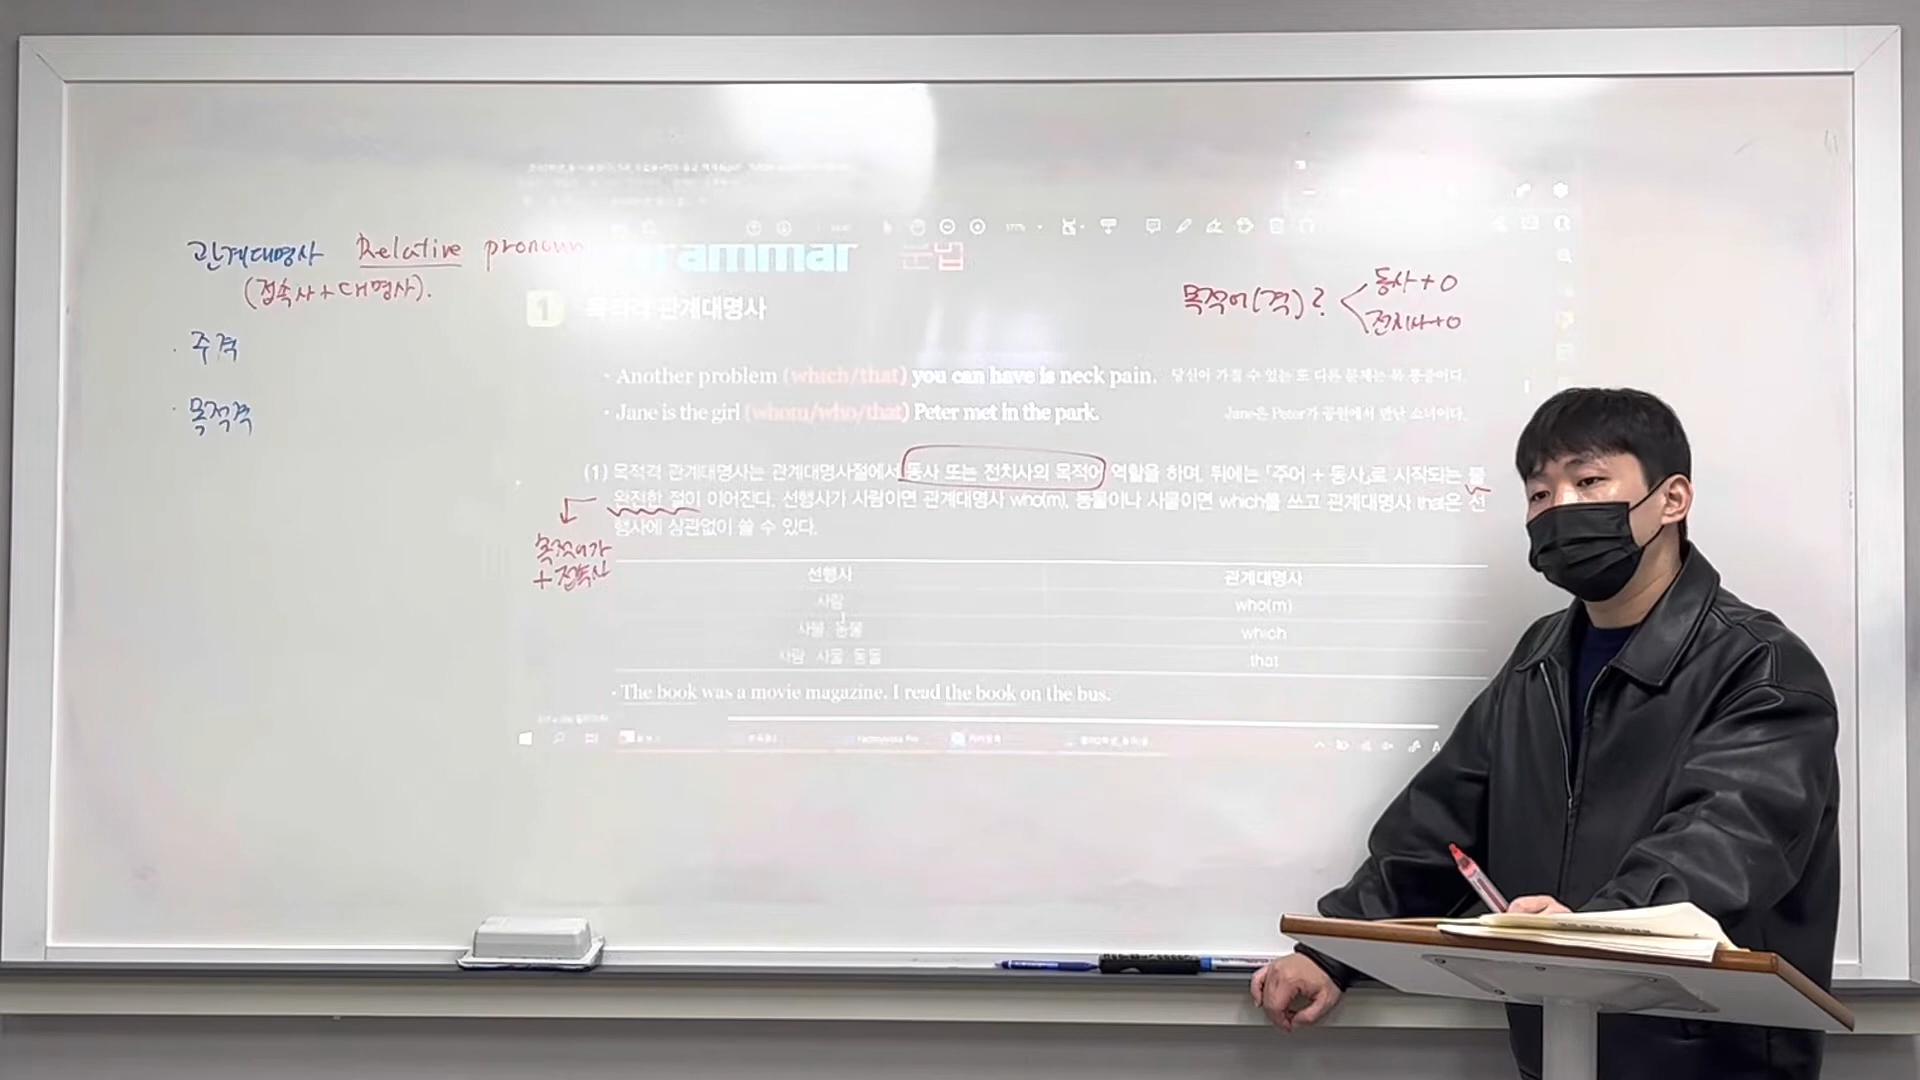 관계대명사 Relative pronoun
(접속사+대명사).
· 주격
· 목적격
grammar 문법
1 목적격 관계대명사
목적어(격)? 동사+O
전치사+O
· Another problem (which/that) you can have is neck pain. 당신이 가질 수 있는 또 다른 문제는 목 통증이다.
· Jane is the girl (whom/who/that) Peter met in the park. Jane은 Peter가 공원에서 만난 소녀이다.
(1) 목적격 관계대명사는 관계대명사절에서 동사 또는 전치사의 목적어 역할을 하며, 뒤에는 「주어 + 동사」로 시작되는 불
완전한 절이 이어진다. 선행사가 사람이면 관계대명사 who(m), 동물이나 사물이면 which를 쓰고 관계대명사 that은 선
행사에 상관없이 쓸 수 있다.
목적어가
+ 접속사
선행사 관계대명사
사람 who(m)
사물, 동물 which
사람, 사물, 동물 that
· The book was a movie magazine. I read the book on the bus.